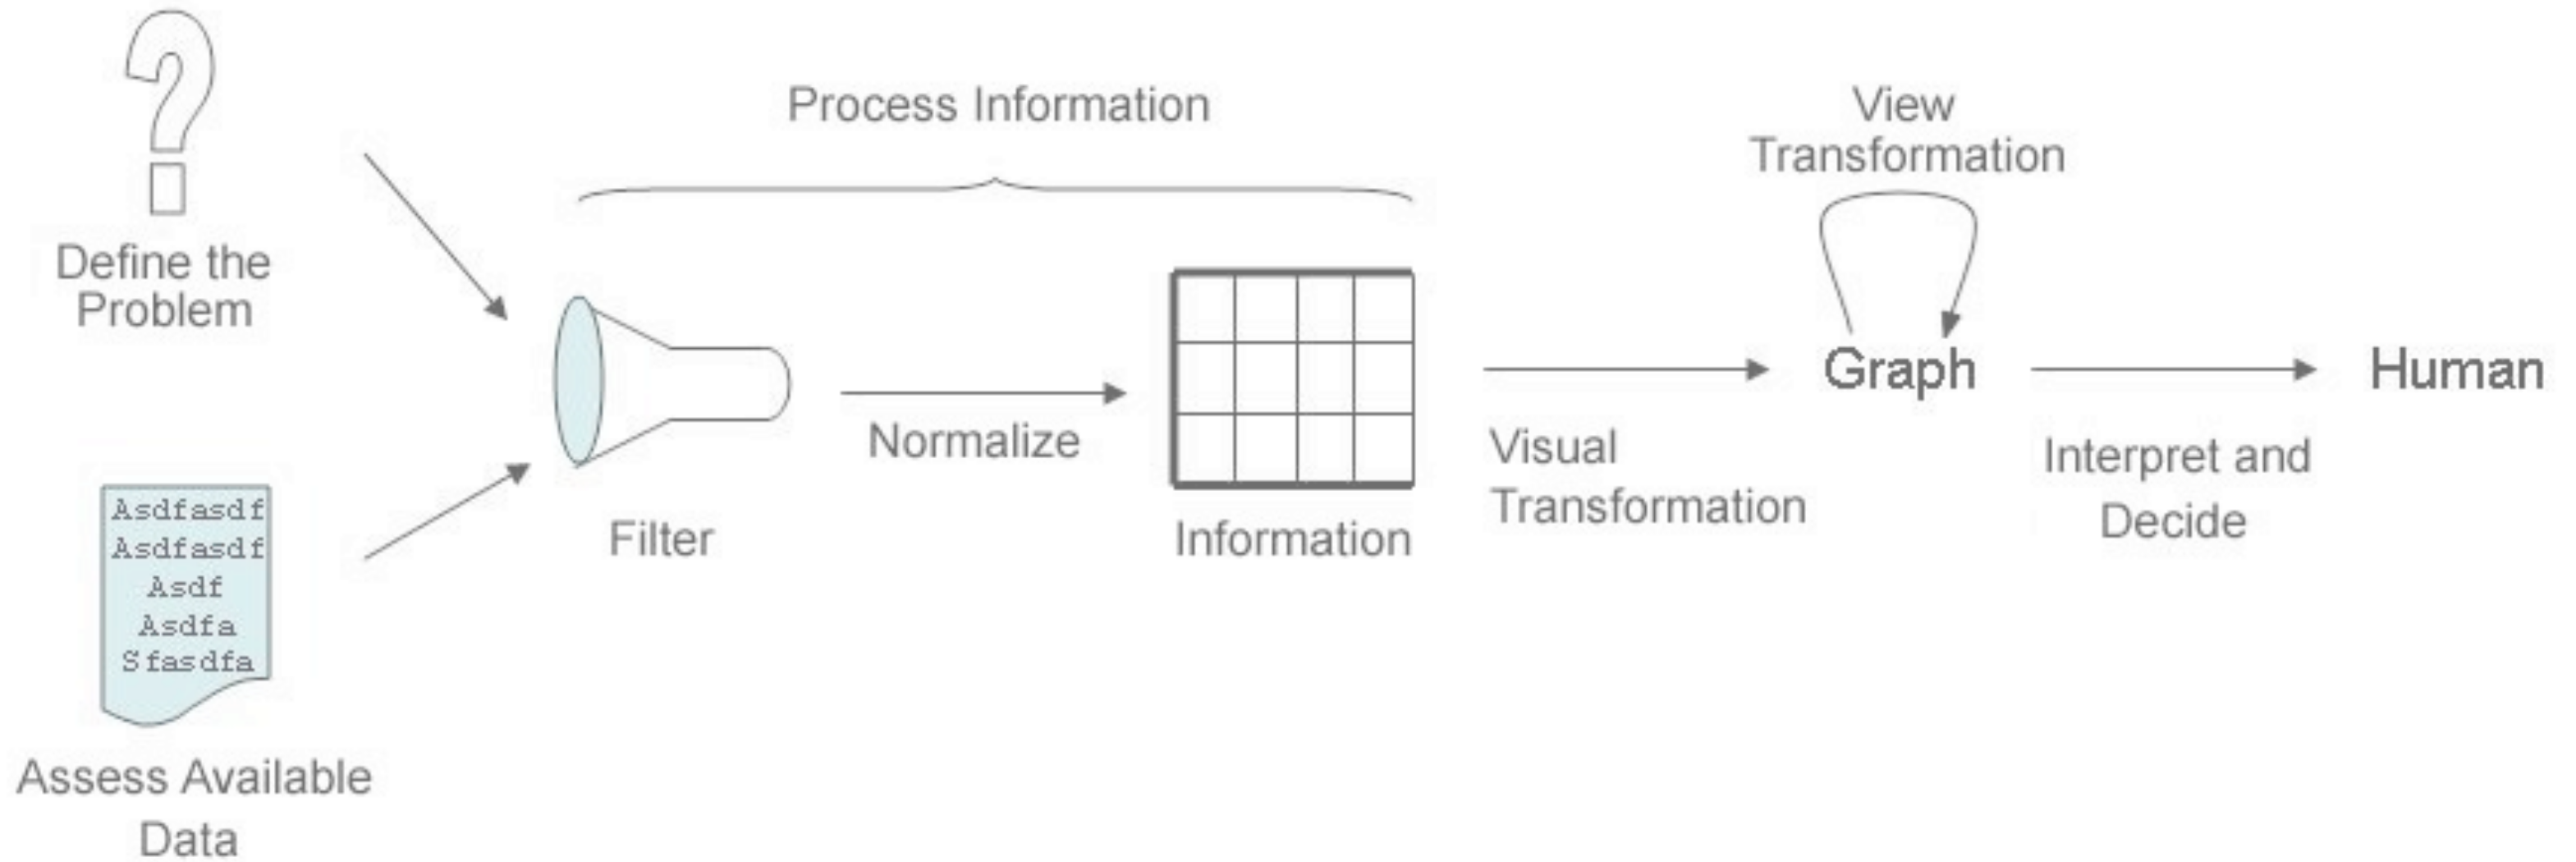 Define the
Problem
Asdfasdf
Asdfasdf
Asdf
Asdfa
Sfasdfa
Assess Available
Data
Process Information
Filter
Normalize
Information
Visual
Transformation
View
Transformation
Graph
Interpret and
Decide
Human